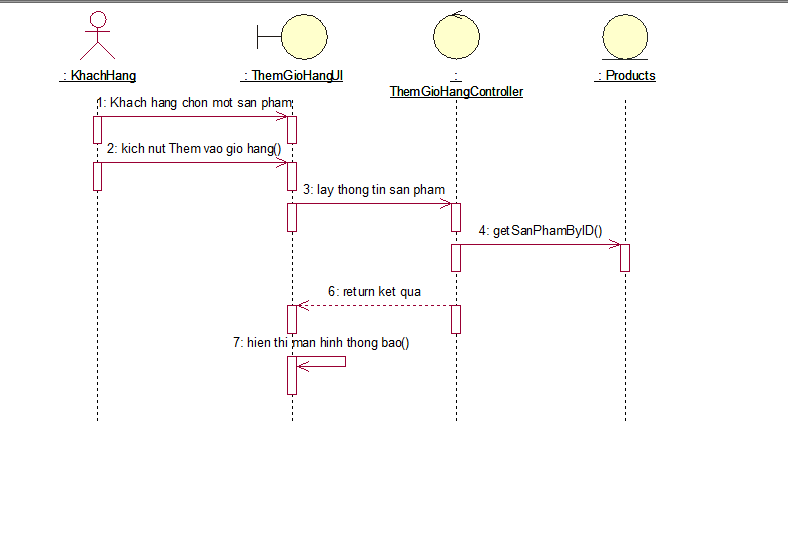 : KhachHang
: ThemGioHangUI
:
ThemGioHangController
: Products
1: Khach hang chon mot san pham
2: kich nut Them vao gio hang()
3: lay thong tin san pham
4: getSanPhamByID()
6: return ket qua
7: hien thi man hinh thong bao()